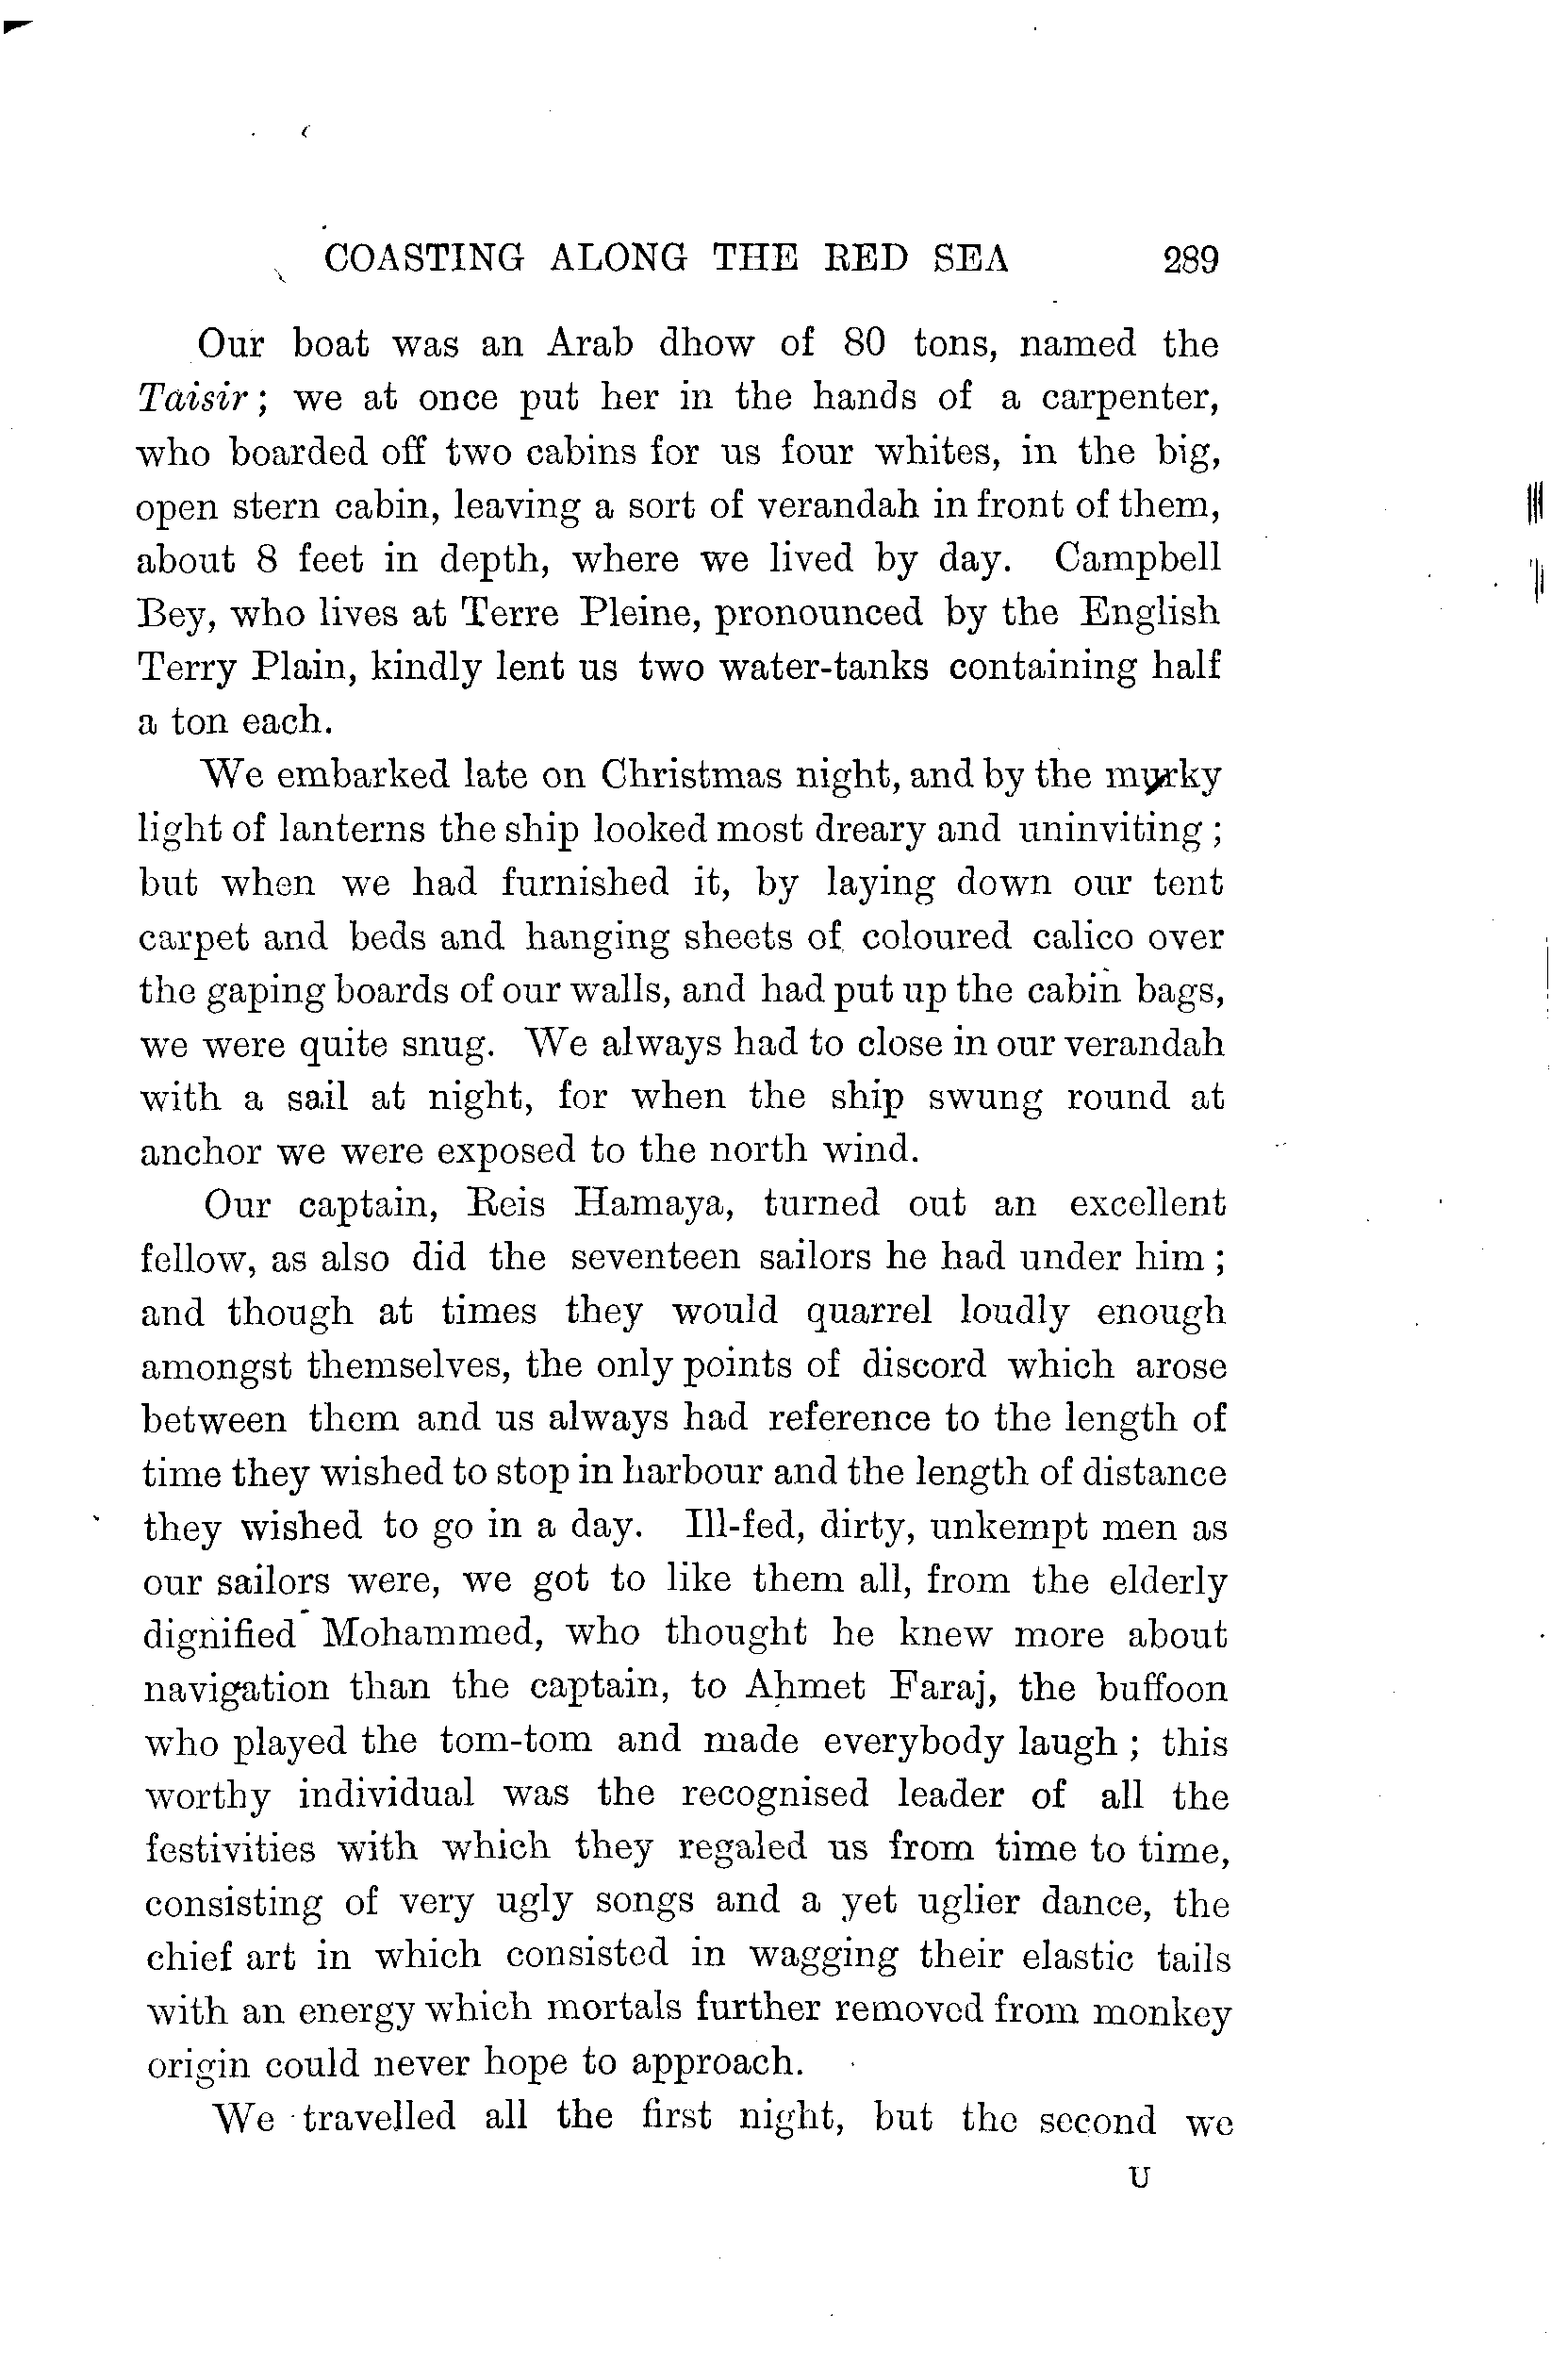 COASTING ALONG THE RED SEA 289
Our boat was an Arab dhow of 80 tons, named the
Taisir; we at once put her in the hands of a carpenter,
who boarded off two cabins for us four whites, in the big,
open stern cabin, leaving a sort of verandah in front of them,
about 8 feet in depth, where we lived by day. Campbell
Bey, who lives at Terre Pleine, pronounced by the English
Terry Plain, kindly lent us two water-tanks containing half
a ton each.
We embarked late on Christmas night, and by the murky
light of lanterns the ship looked most dreary and uninviting;
but when we had furnished it, by laying down our tent
carpet and beds and hanging sheets of coloured calico over
the gaping boards of our walls, and had put up the cabin bags,
we were quite snug. We always had to close in our verandah
with a sail at night, for when the ship swung round at
anchor we were exposed to the north wind.
Our captain, Reis Hamaya, turned out an excellent
fellow, as also did the seventeen sailors he had under him;
and though at times they would quarrel loudly enough
amongst themselves, the only points of discord which arose
between them and us always had reference to the length of
time they wished to stop in harbour and the length of distance
they wished to go in a day. Ill-fed, dirty, unkempt men as
our sailors were, we got to like them all, from the elderly
dignified Mohammed, who thought he knew more about
navigation than the captain, to Aḥmet Faraj, the buffoon
who played the tom-tom and made everybody laugh; this
worthy individual was the recognised leader of all the
festivities with which they regaled us from time to time,
consisting of very ugly songs and a yet uglier dance, the
chief art in which consisted in wagging their elastic tails
with an energy which mortals further removed from monkey
origin could never hope to approach.
We travelled all the first night, but the second we
U